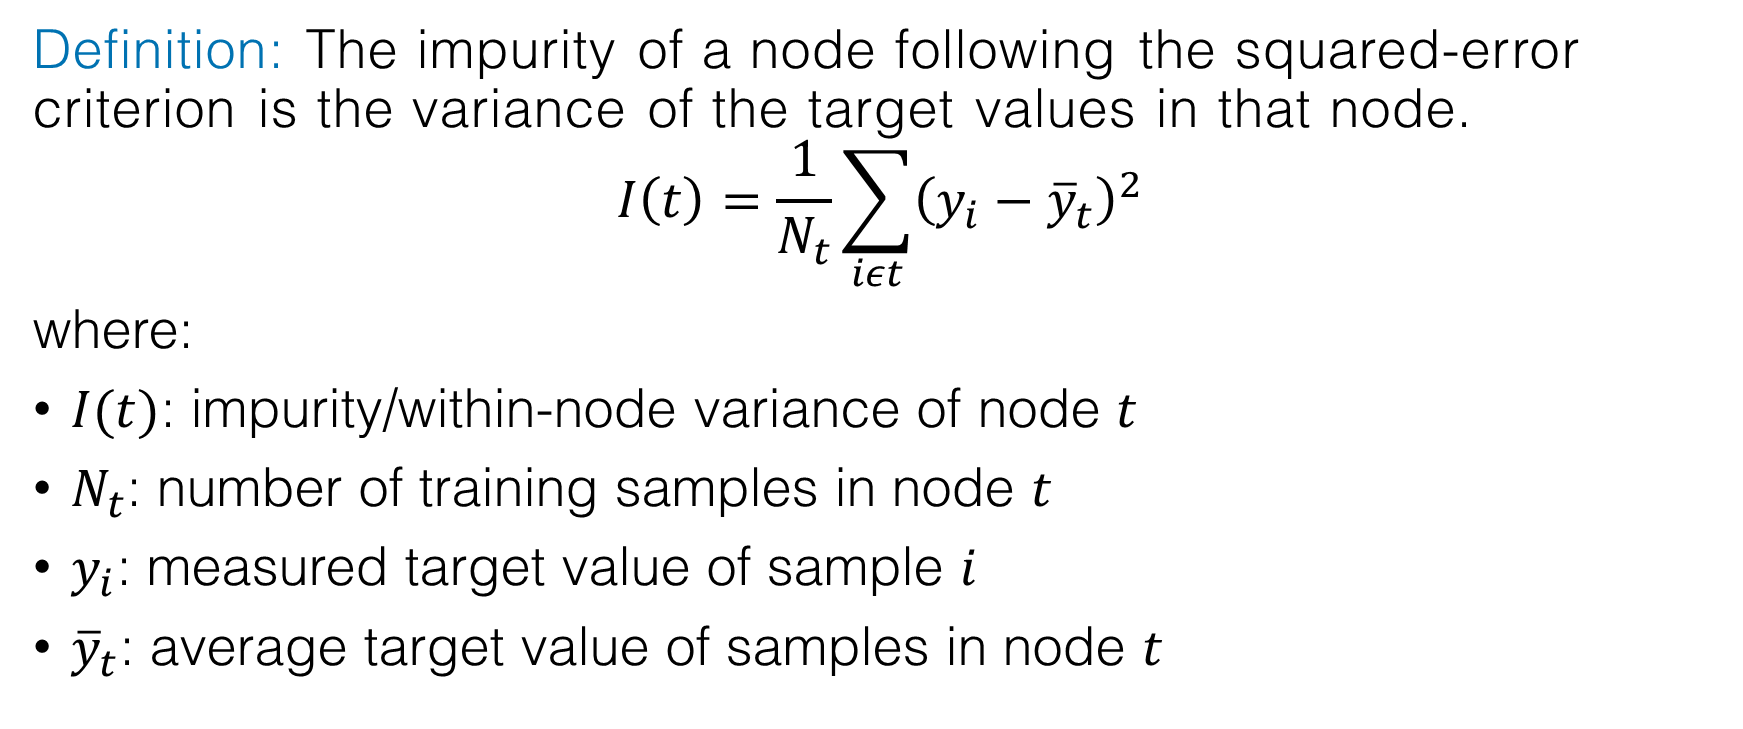 Definition: The impurity of a node following the squared-error
criterion is the variance of the target values in that node.
I(t) = 1/N_t ∑_{iϵt} (y_i − ȳ_t)²
where:
• I(t): impurity/within-node variance of node t
• N_t: number of training samples in node t
• y_i: measured target value of sample i
• ȳ_t: average target value of samples in node t